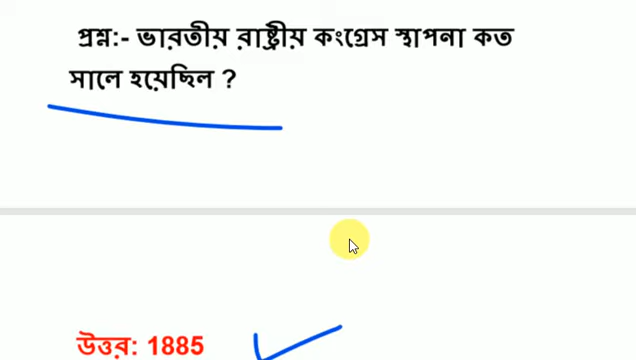 প্রশ্ন:- ভারতীয় রাষ্ট্রীয় কংগ্রেস স্থাপনা কত
সালে হয়েছিল ?
উত্তর: 1885